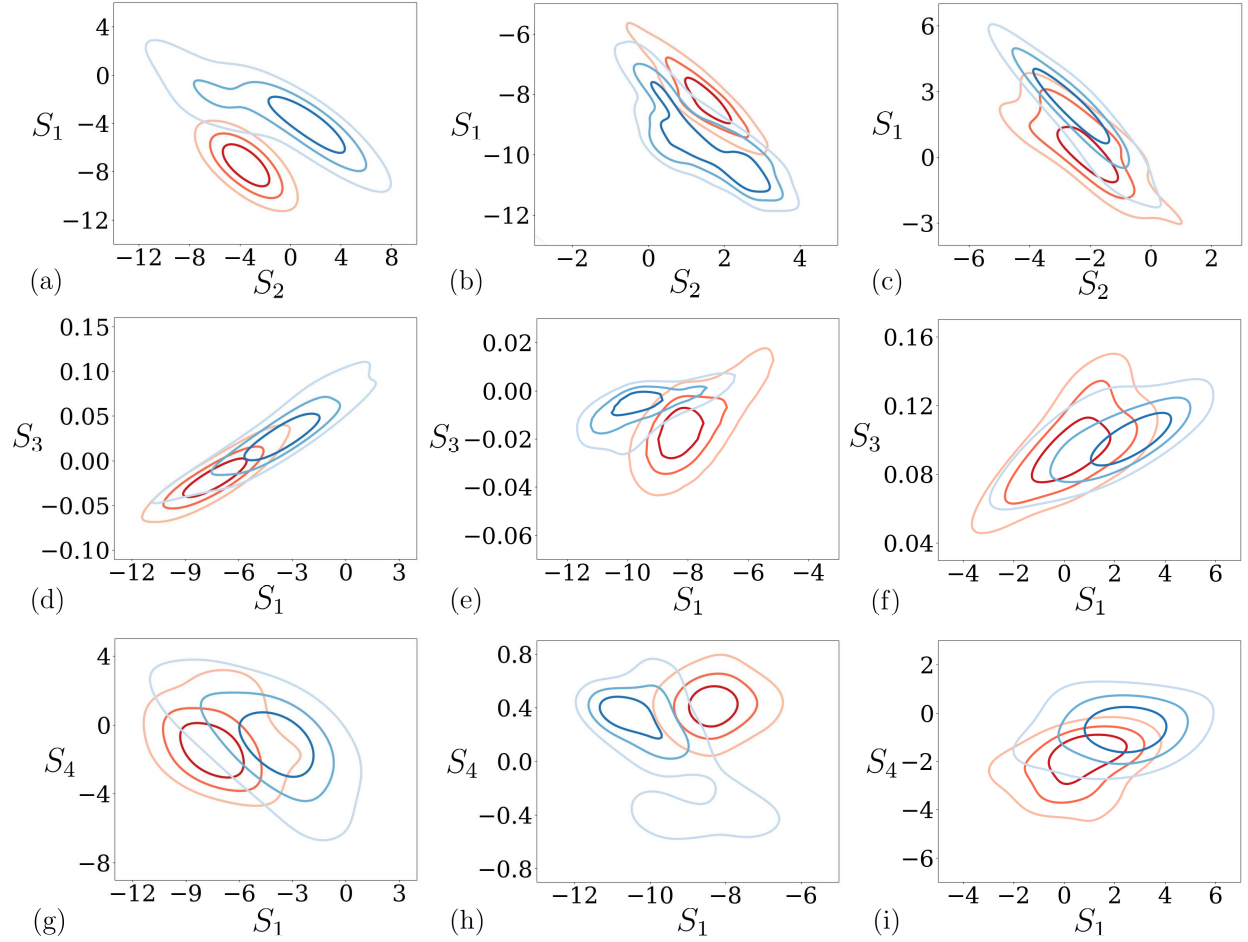 4
0
−4
−8
−12
S1
−12 −8 −4 0 4 8
S2
(a)
−6
−8
−10
−12
S1
−2 0 2 4
S2
(b)
6
3
0
−3
S1
−6 −4 −2 0 2
S2
(c)
0.15
0.10
0.05
0.00
−0.05
−0.10
S3
−12 −9 −6 −3 0 3
S1
(d)
0.02
0.00
−0.02
−0.04
−0.06
S3
−12 −10 −8 −6 −4
S1
(e)
0.16
0.12
0.08
0.04
S3
−4 −2 0 2 4 6
S1
(f)
4
0
−4
−8
S4
−12 −9 −6 −3 0 3
S1
(g)
0.8
0.4
0.0
−0.4
−0.8
S4
−12 −10 −8 −6
S1
(h)
2
0
−2
−4
−6
S4
−4 −2 0 2 4 6
S1
(i)